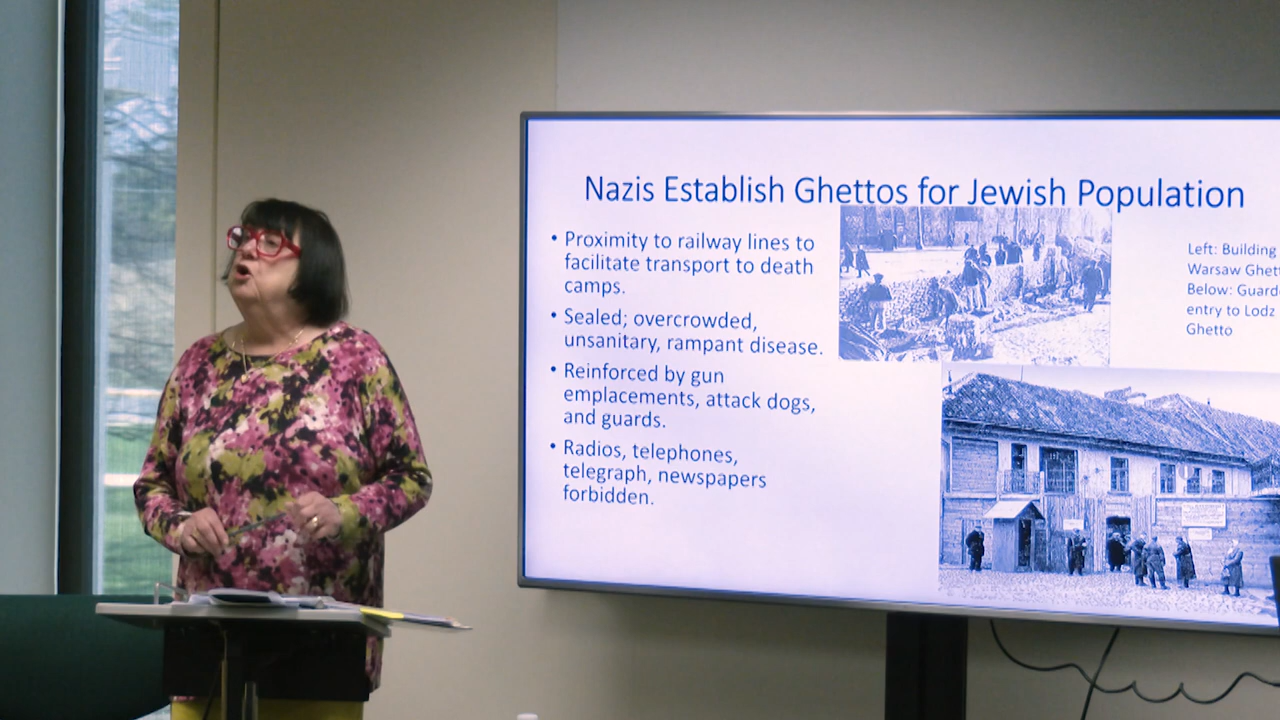 Nazis Establish Ghettos for Jewish Population
• Proximity to railway lines to
facilitate transport to death
camps.
• Sealed; overcrowded,
unsanitary, rampant disease.
• Reinforced by gun
emplacements, attack dogs,
and guards.
• Radios, telephones,
telegraph, newspapers
forbidden.
Left: Building
Warsaw
Below:
entry to Lodz
Ghetto